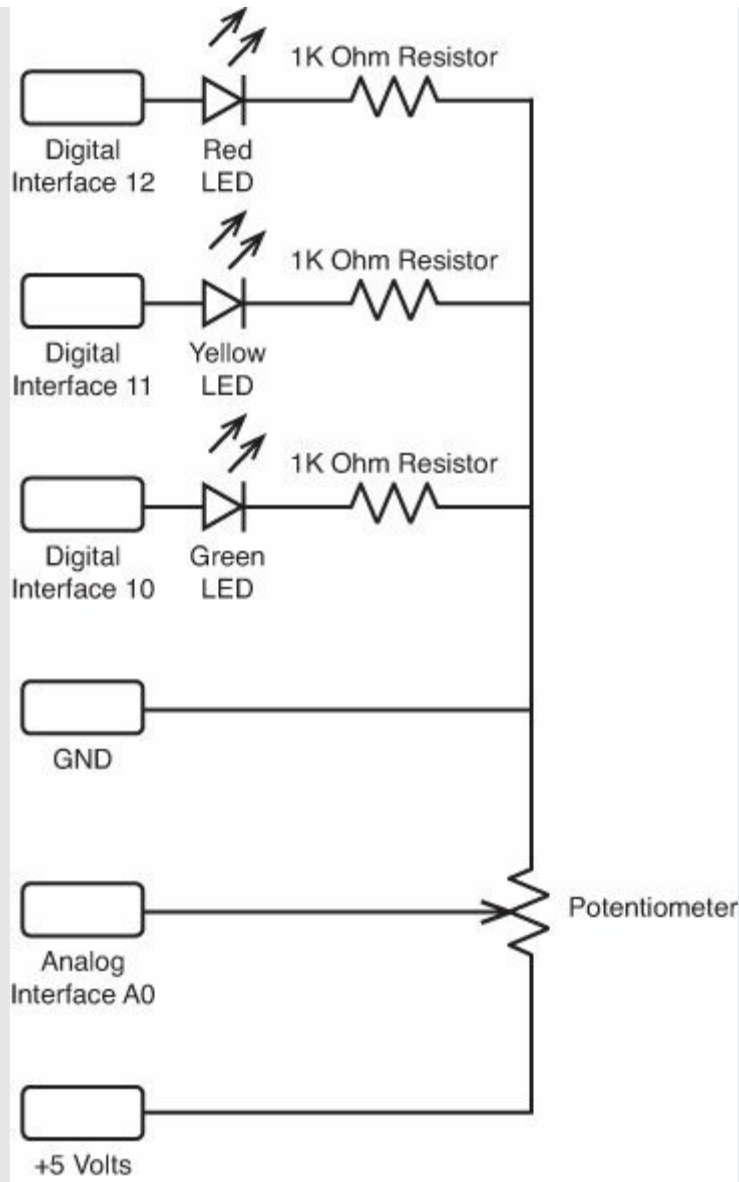 1K Ohm Resistor
Digital
Interface 12
Red
LED
1K Ohm Resistor
Digital
Interface 11
Yellow
LED
1K Ohm Resistor
Digital
Interface 10
Green
LED
GND
Potentiometer
Analog
Interface A0
+5 Volts